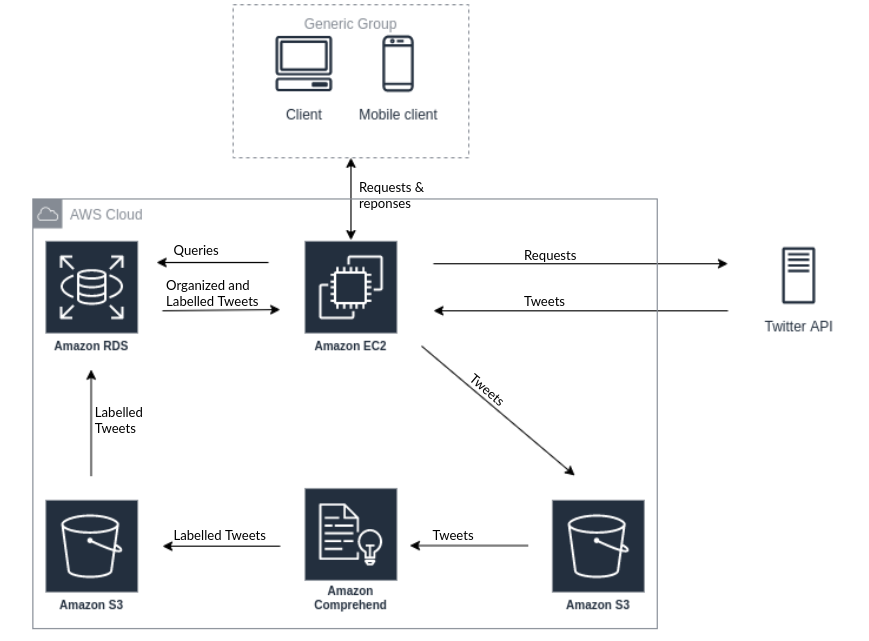 Generic Group
Client
Mobile client
Requests &
reponses
AWS Cloud
Queries
Organized and
Labelled Tweets
Requests
Tweets
Amazon RDS
Amazon EC2
Twitter API
Tweets
Labelled
Tweets
Labelled Tweets
Tweets
Amazon S3
Amazon
Comprehend
Amazon S3